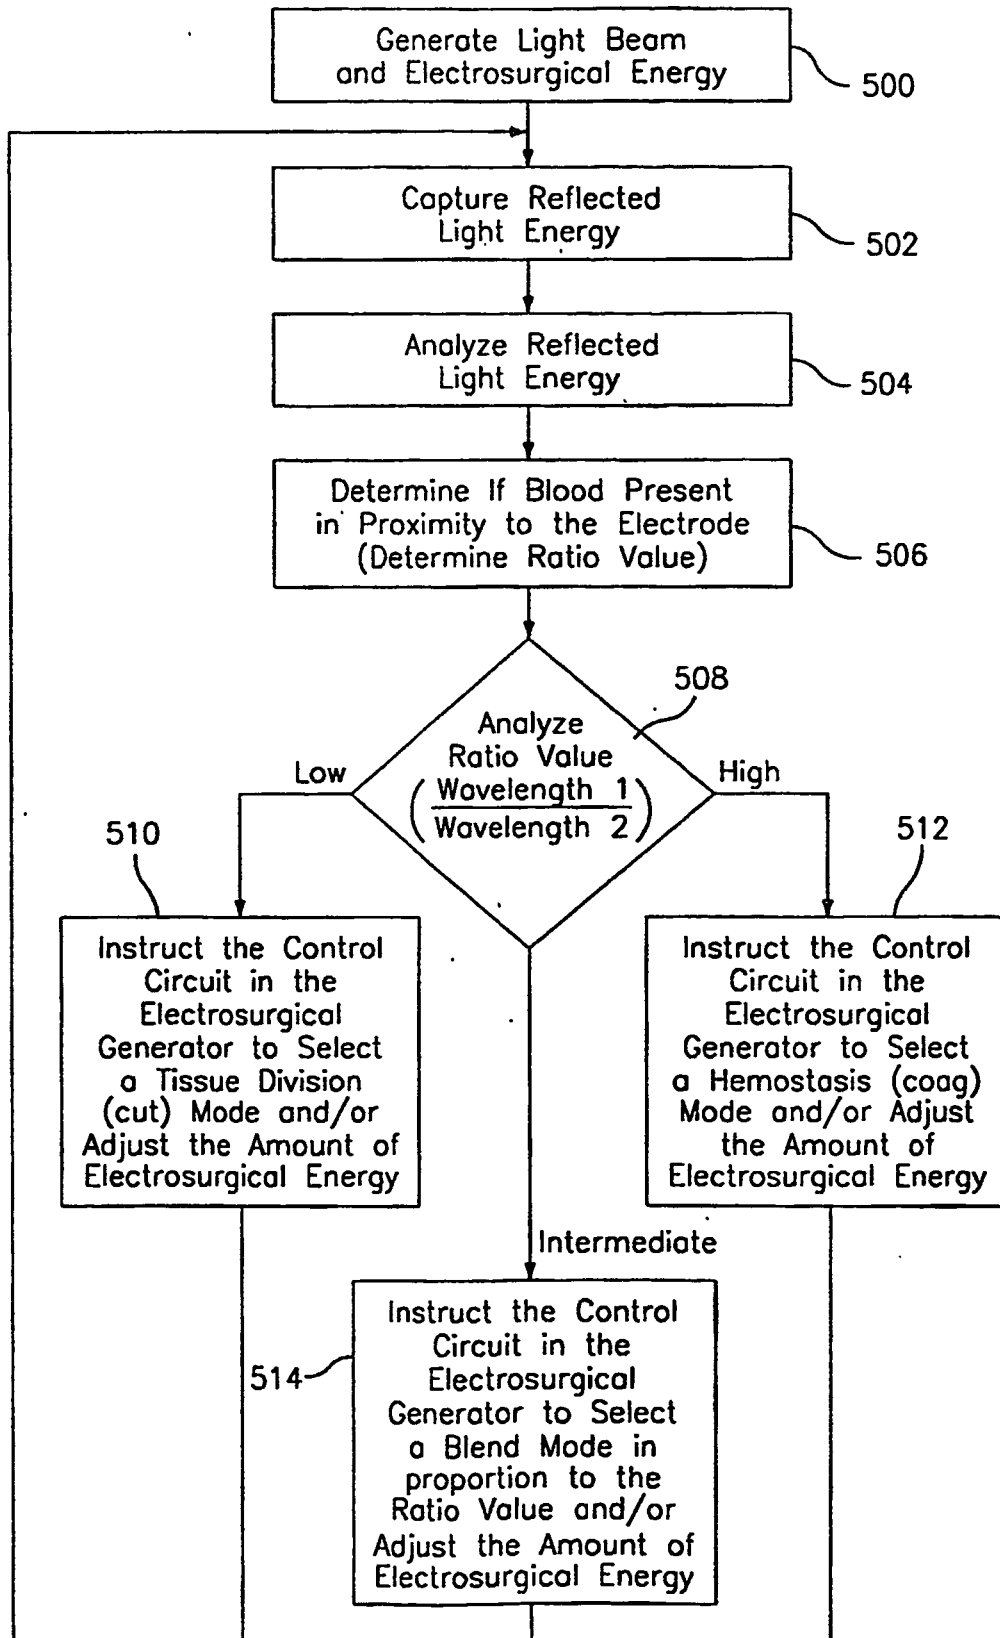 Generate Light Beam
and Electrosurgical Energy
500
Capture Reflected
Light Energy
502
Analyze Reflected
Light Energy
504
Determine If Blood Present
in Proximity to the Electrode
(Determine Ratio Value)
506
508
Analyze
Ratio Value
(Wavelength 1
Wavelength 2)
Low
High
510
Instruct the Control
Circuit in the
Electrosurgical
Generator to Select
a Tissue Division
(cut) Mode and/or
Adjust the Amount of
Electrosurgical Energy
512
Instruct the Control
Circuit in the
Electrosurgical
Generator to Select
a Hemostasis (coag)
Mode and/or Adjust
the Amount of
Electrosurgical Energy
Intermediate
514
Instruct the Control
Circuit in the
Electrosurgical
Generator to Select
a Blend Mode in
proportion to the
Ratio Value and/or
Adjust the Amount of
Electrosurgical Energy